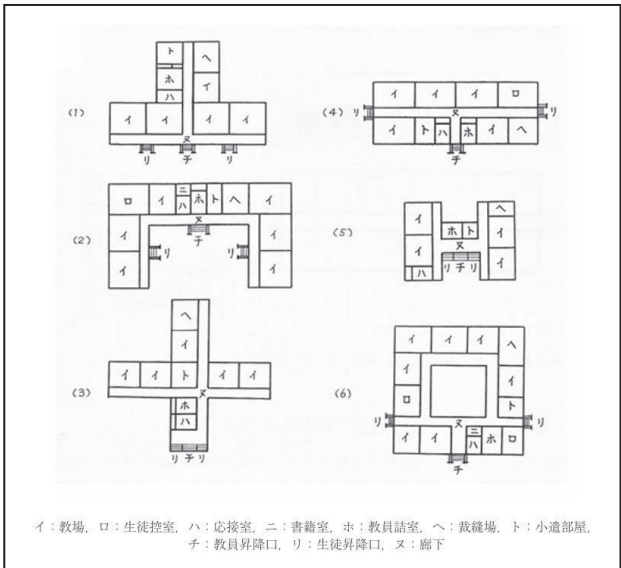 (1)
ト ヘ
ホ イ
ハ
イ イ イ イ
ヌ
リ チ リ
(4)
イ イ イ ロ
リ ヌ リ
イ ト ハ ホ イ ヘ
チ
(2)
ロ イ ニ ホ ト ヘ イ
ハ
ヌ
イ チ イ
リ リ
イ イ
(5)
イ ヘ
ホ ト イ
イ ヌ
リ チ リ イ
ハ
(3)
ヘ
イ
イ イ ト イ イ
ヌ
ホ
ハ
リ チ リ
(6)
イ イ イ ヘ
イ イ
ロ ト
リ ヌ リ
イ イ ニ ホ ロ
ハ
チ
イ：教場，ロ：生徒控室，ハ：応接室，ニ：書籍室，ホ：教員詰室，ヘ：裁縫場，ト：小遣部屋，
チ：教員昇降口，リ：生徒昇降口，ヌ：廊下